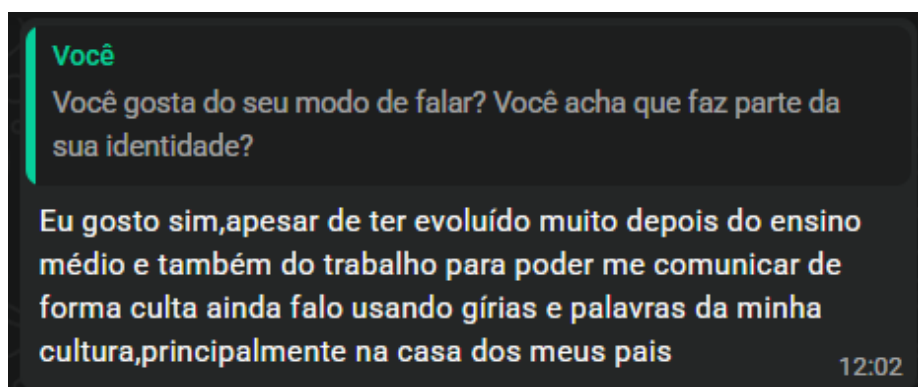 Você
Você gosta do seu modo de falar? Você acha que faz parte da
sua identidade?
Eu gosto sim,apesar de ter evoluído muito depois do ensino
médio e também do trabalho para poder me comunicar de
forma culta ainda falo usando gírias e palavras da minha
cultura,principalmente na casa dos meus pais
12:02